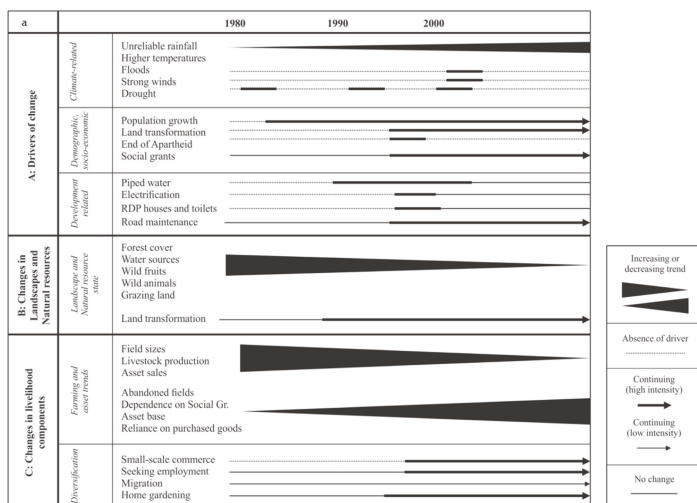 a 1980 1990 2000
A: Drivers of change
Climate-related
Unreliable rainfall
Higher temperatures
Floods
Strong winds
Drought
Demographic,
socio-economic
Population growth
Land transformation
End of Apartheid
Social grants
Development
related
Piped water
Electrification
RDP houses and toilets
Road maintenance
B: Changes in
Landscapes and
Natural resources
Landscape and
Natural resource
state
Forest cover
Water sources
Wild fruits
Wild animals
Grazing land
Land transformation
C: Changes in livelihood
components
Farming and
asset trends
Field sizes
Livestock production
Asset sales
Abandoned fields
Dependence on Social Gr.
Asset base
Reliance on purchased goods
Diversification
Small-scale commerce
Seeking employment
Migration
Home gardening
Increasing or
decreasing trend
Absence of driver
Continuing
(high intensity)
Continuing
(low intensity)
No change